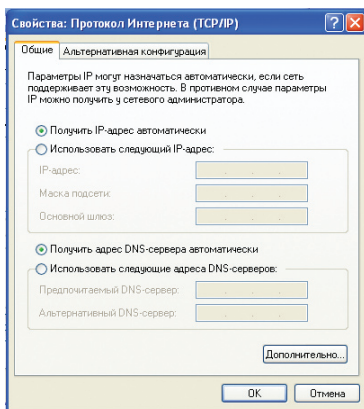 Свойства: Протокол Интернета (TCP/IP)
Общие
Альтернативная конфигурация
Параметры IP могут назначаться автоматически, если сеть
поддерживает эту возможность. В противном случае параметры
IP можно получить у сетевого администратора.
Получить IP-адрес автоматически
Использовать следующий IP-адрес:
IP-адрес:
Маска подсети:
Основной шлюз:
Получить адрес DNS-сервера автоматически
Использовать следующие адреса DNS-серверов:
Предпочитаемый DNS-сервер:
Альтернативный DNS-сервер:
Дополнительно...
OK
Отмена